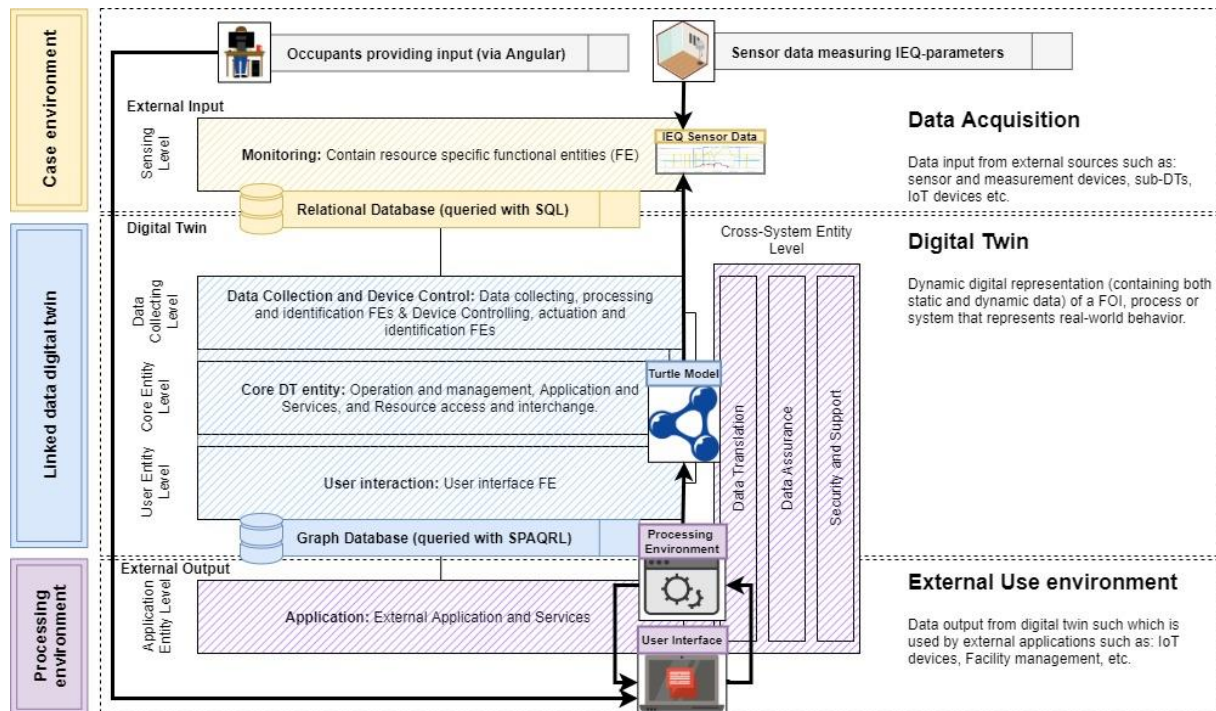 Case environment
Linked data digital twin
Processing
environment
Occupants providing input (via Angular)
Sensor data measuring IEQ-parameters
External Input
Sensing
Level
Monitoring: Contain resource specific functional entities (FE)
IEQ Sensor Data
Relational Database (queried with SQL)
Data Acquisition
Data input from external sources such as:
sensor and measurement devices, sub-DTs,
IoT devices etc.
Digital Twin
Cross-System Entity
Level
Data
Collecting
Level
Data Collection and Device Control: Data collecting, processing
and identification FEs & Device Controlling, actuation and
identification FEs
Core Entity
Level
Core DT entity: Operation and management, Application and
Services, and Resource access and interchange.
Turtle Model
User Entity
Level
User interaction: User interface FE
Graph Database (queried with SPAQRL)
Data Translation
Data Assurance
Security and Support
Digital Twin
Dynamic digital representation (containing both
static and dynamic data) of a FOI, process or
system that represents real-world behavior.
Processing
Environment
External Output
Application
Entity Level
Application: External Application and Services
User Interface
External Use environment
Data output from digital twin such which is
used by external applications such as: IoT
devices, Facility management, etc.